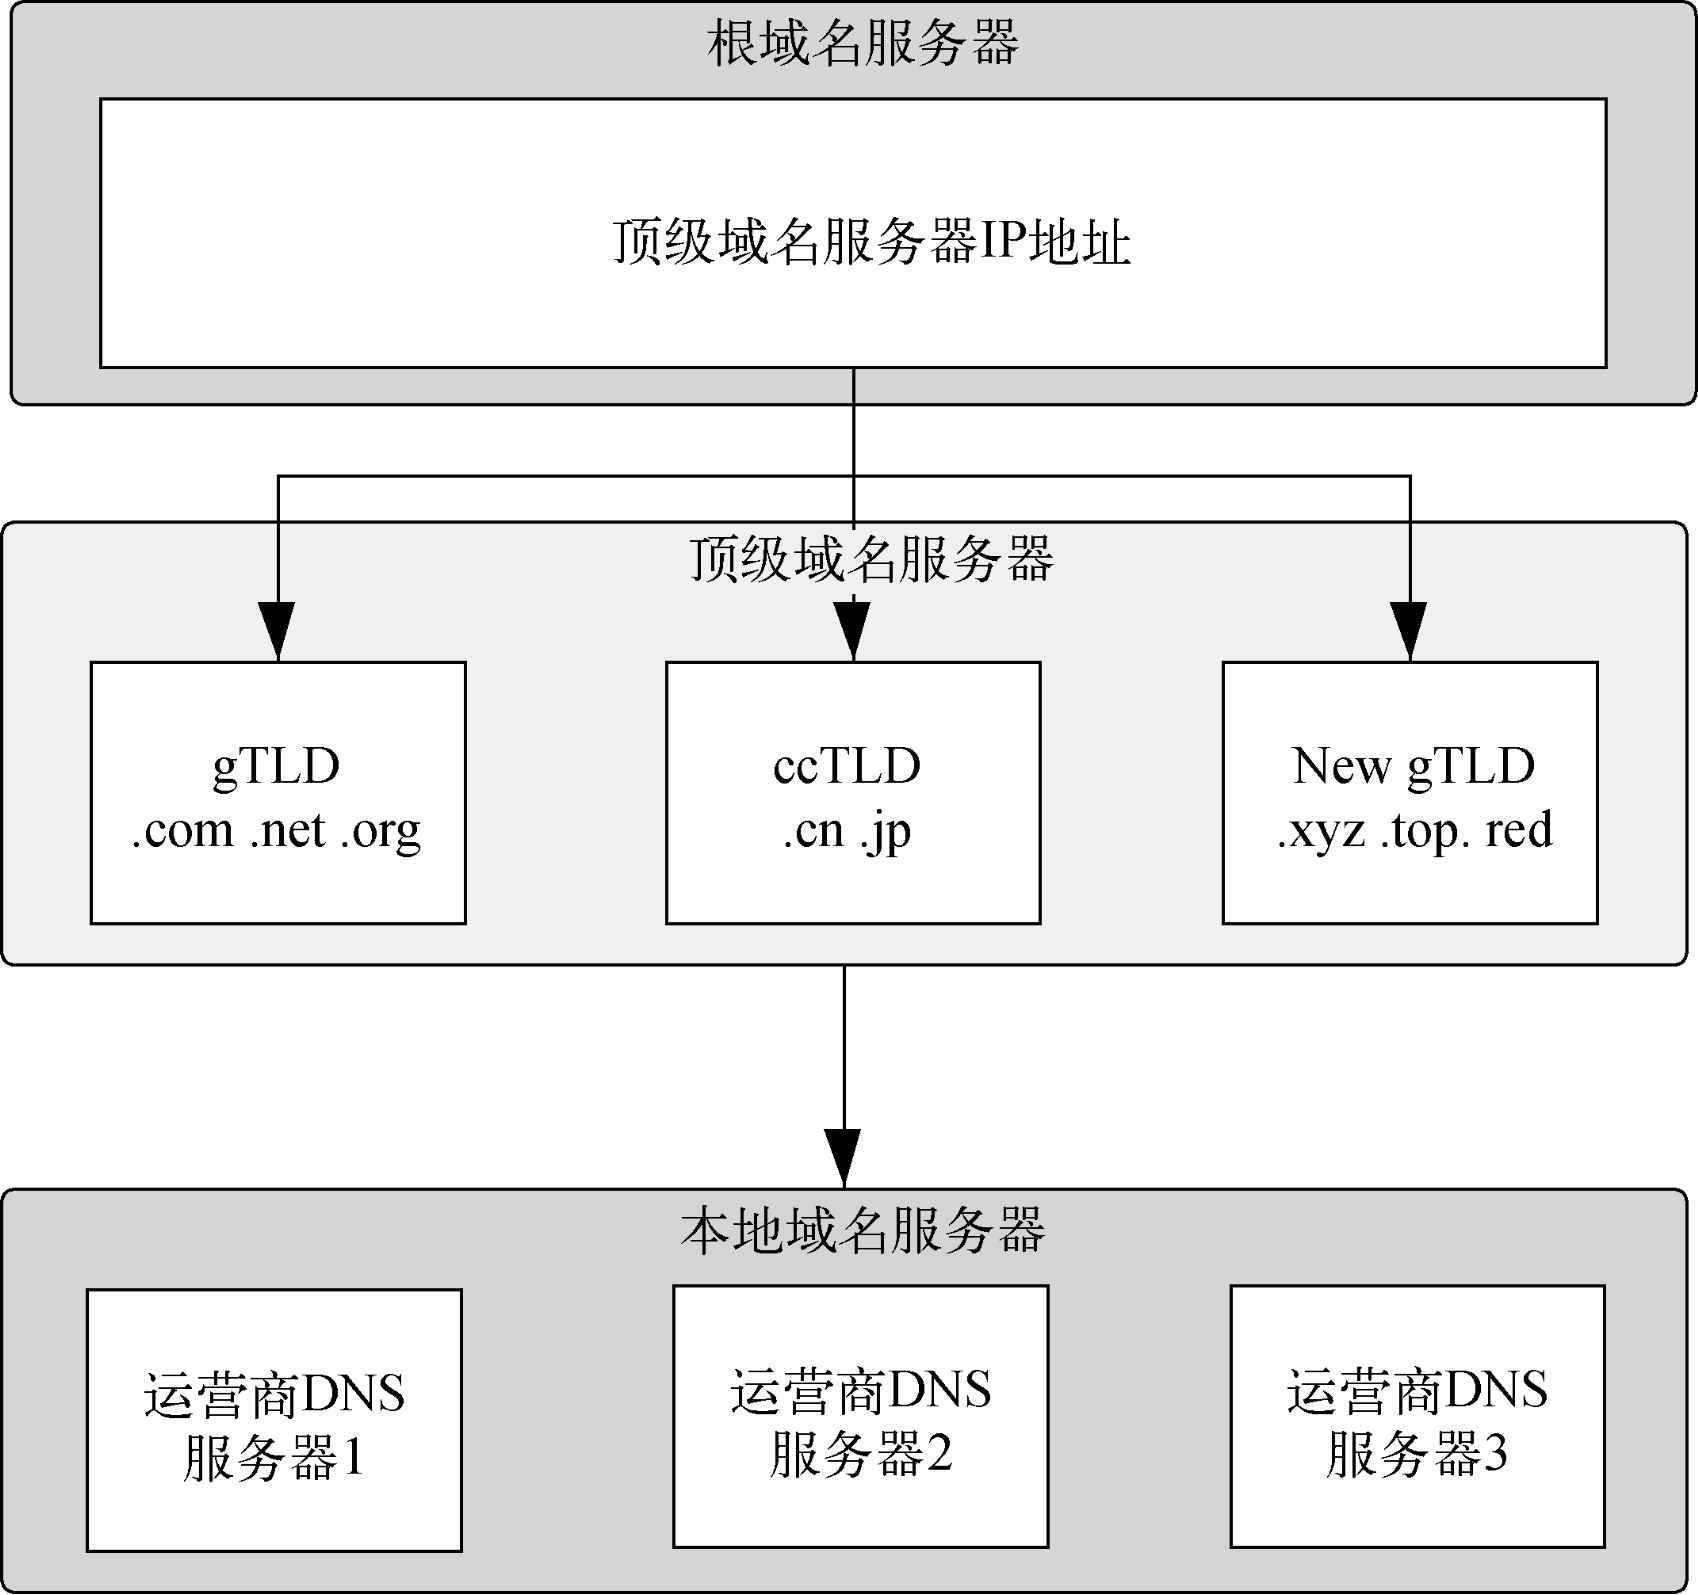 根域名服务器
顶级域名服务器IP地址
顶级域名服务器
gTLD
.com .net .org
ccTLD
.cn .jp
New gTLD
.xyz .top. red
本地域名服务器
运营商DNS
服务器1
运营商DNS
服务器2
运营商DNS
服务器3